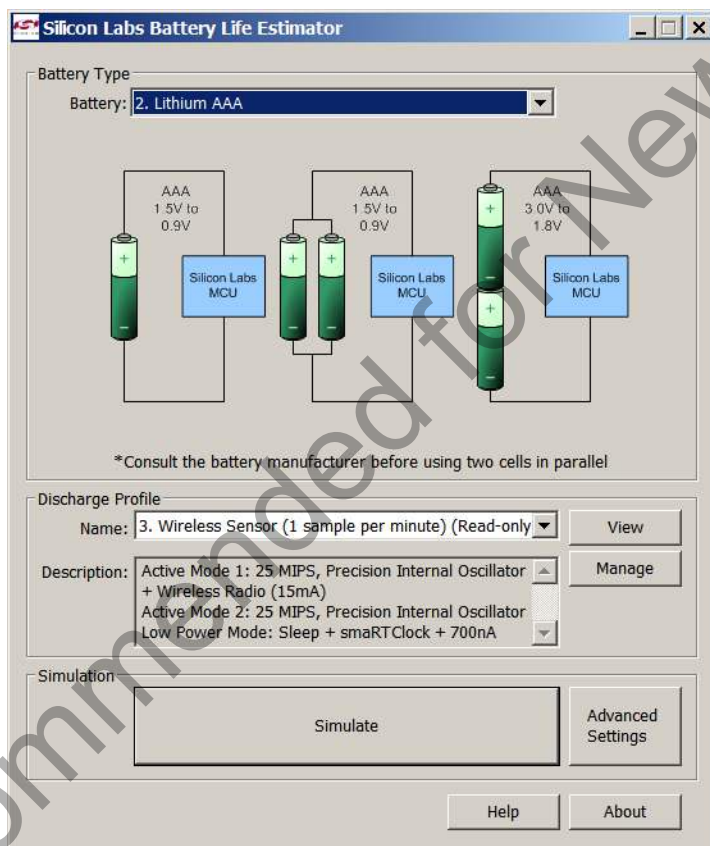 Silicon Labs Battery Life Estimator
Battery Type
Battery: 2. Lithium AAA
AAA
1.5V to
0.9V
Silicon Labs
MCU
AAA
1.5V to
0.9V
Silicon Labs
MCU
AAA
3.0V to
1.8V
Silicon Labs
MCU
*Consult the battery manufacturer before using two cells in parallel
Discharge Profile
Name: 3. Wireless Sensor (1 sample per minute) (Read-only
View
Description: Active Mode 1: 25 MIPS, Precision Internal Oscillator
+ Wireless Radio (15mA)
Active Mode 2: 25 MIPS, Precision Internal Oscillator
Low Power Mode: Sleep + smaRTClock + 700nA
Manage
Simulation
Simulate
Advanced
Settings
Help
About
ommended for New